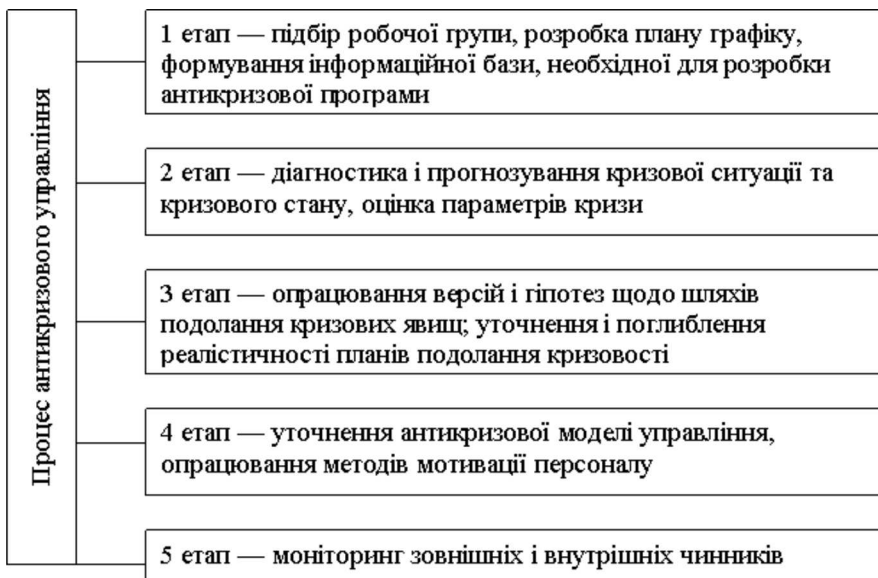 Процес антикризового управління
1 етап — підбір робочої групи, розробка плану графіку,
формування інформаційної бази, необхідної для розробки
антикризової програми
2 етап — діагностика і прогнозування кризової ситуації та
кризового стану, оцінка параметрів кризи
3 етап — опрацювання версій і гіпотез щодо шляхів
подолання кризових явищ; уточнення і поглиблення
реалістичності планів подолання кризовості
4 етап — уточнення антикризової моделі управління,
опрацювання методів мотивації персоналу
5 етап — моніторинг зовнішніх і внутрішніх чинників